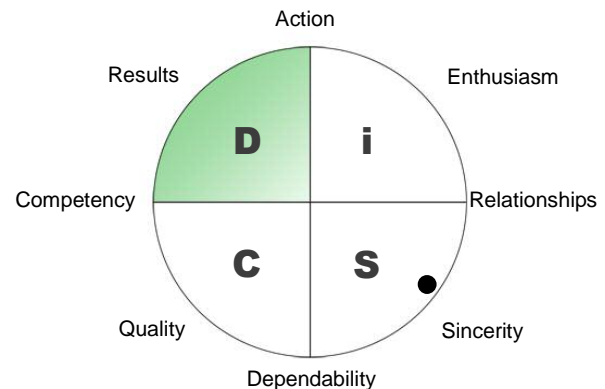 Action
Results
Enthusiasm
D
i
Competency
Relationships
C
S
Quality
Sincerity
Dependability